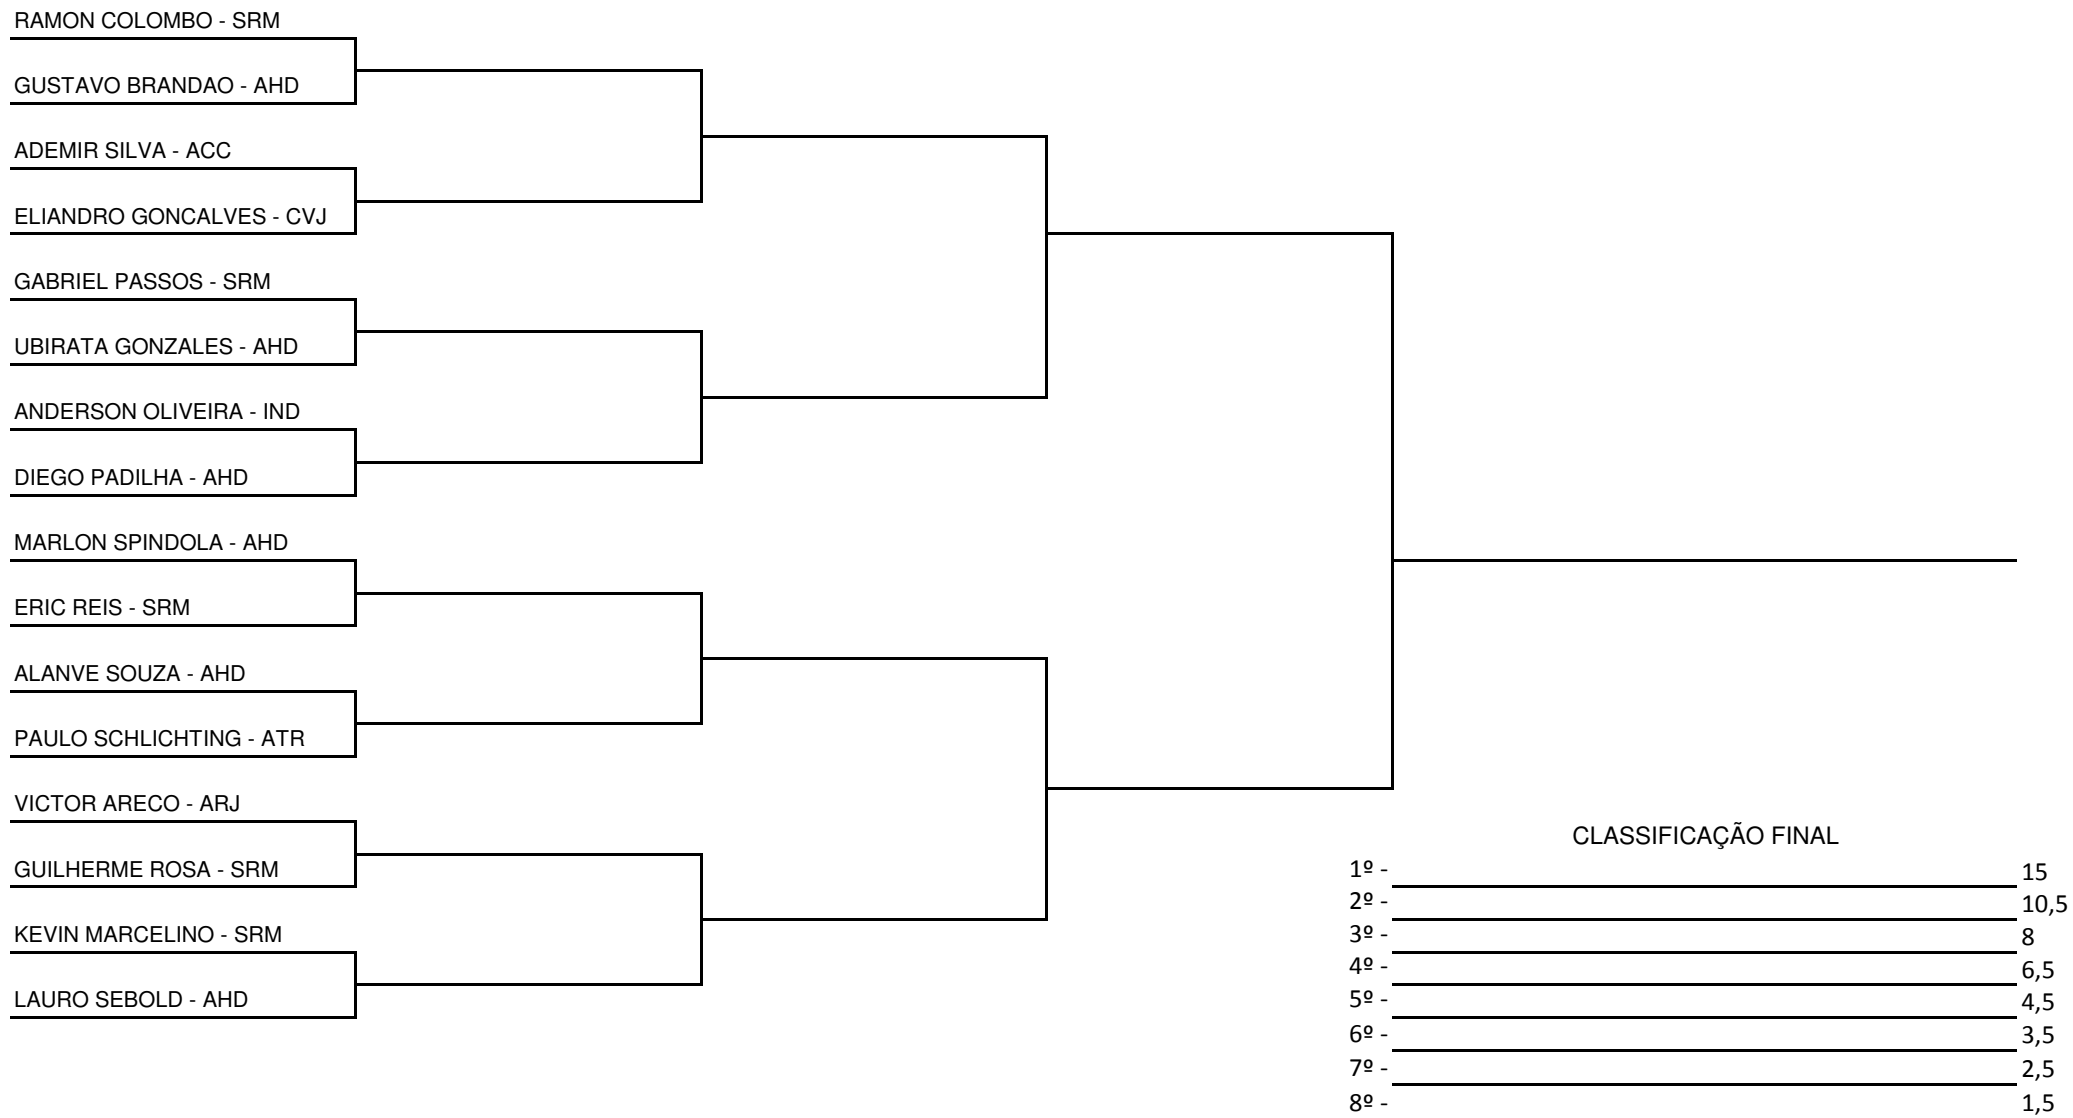 RAMON COLOMBO - SRM
GUSTAVO BRANDAO - AHD
ADEMIR SILVA - ACC
ELIANDRO GONCALVES - CVJ
GABRIEL PASSOS - SRM
UBIRATA GONZALES - AHD
ANDERSON OLIVEIRA - IND
DIEGO PADILHA - AHD
MARLON SPINDOLA - AHD
ERIC REIS - SRM
ALANVE SOUZA - AHD
PAULO SCHLICHTING - ATR
VICTOR ARECO - ARJ
GUILHERME ROSA - SRM
KEVIN MARCELINO - SRM
LAURO SEBOLD - AHD
CLASSIFICAÇÃO FINAL
1º - 15
2º - 10,5
3º - 8
4º - 6,5
5º - 4,5
6º - 3,5
7º - 2,5
8º - 1,5